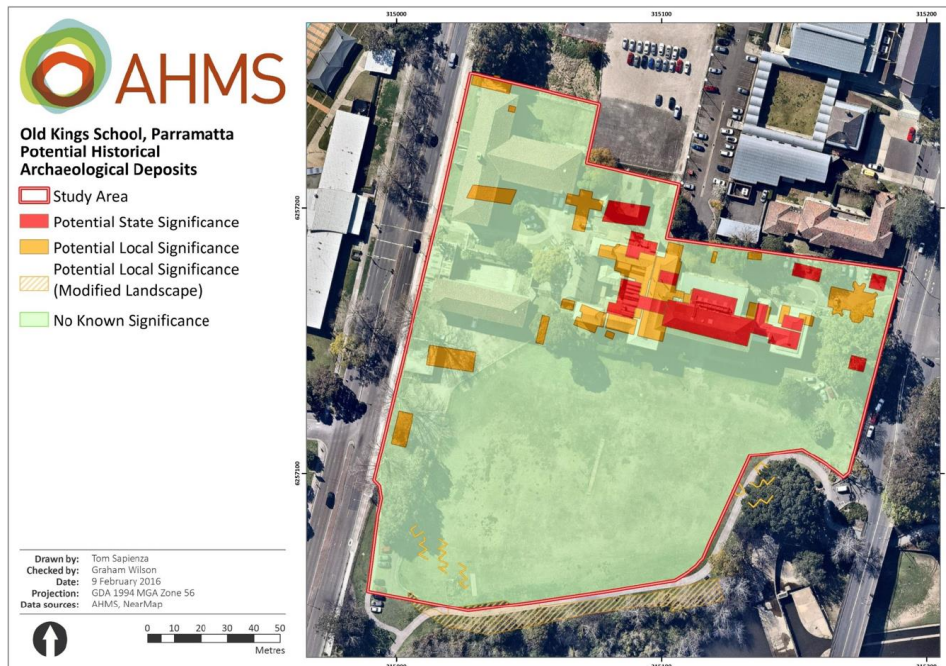 AHMS
Old Kings School, Parramatta
Potential Historical
Archaeological Deposits
Study Area
Potential State Significance
Potential Local Significance
Potential Local Significance
(Modified Landscape)
No Known Significance
Drawn by: Tom Sapienza
Checked by: Graham Wilson
Date: 9 February 2016
Projection: GDA 1994 MGA Zone 56
Data sources: AHMS, NearMap
0 10 20 30 40 50
Metres
315000 315100 315200
6257200
6257100
315000 315100 315200